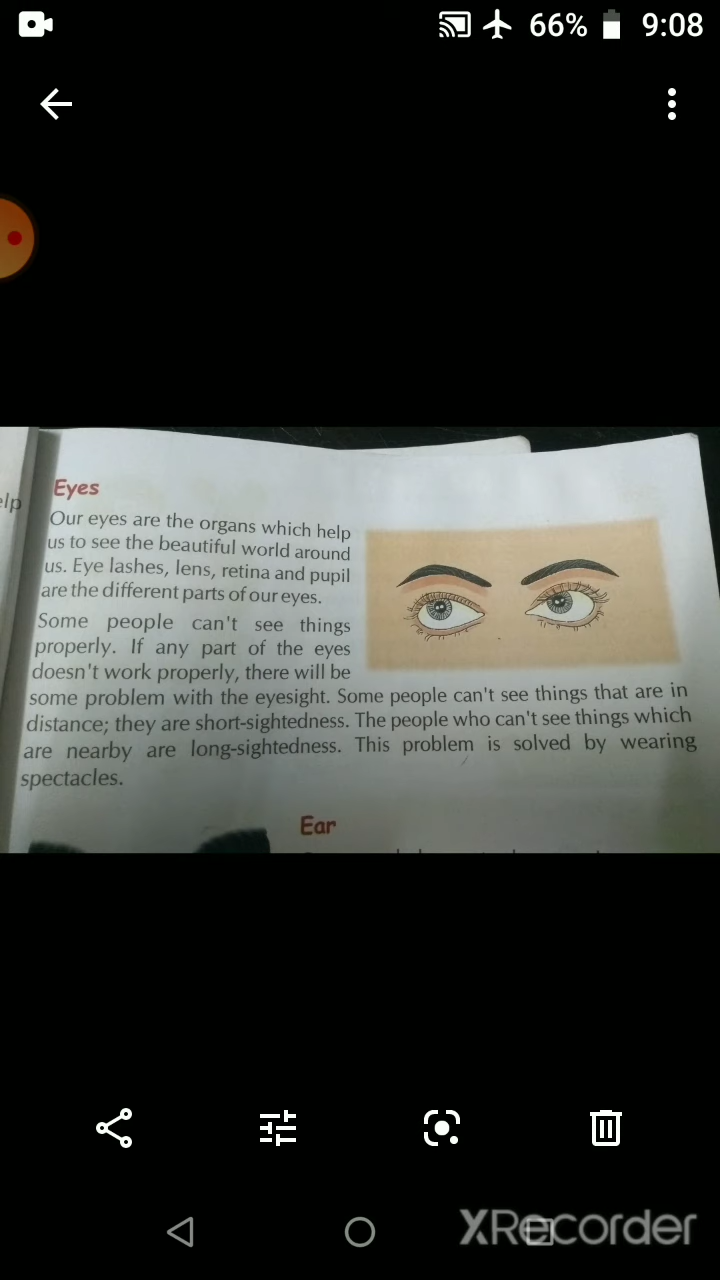 66% 9:08
elp
Eyes
Our eyes are the organs which help
us to see the beautiful world around
us. Eye lashes, lens, retina and pupil
are the different parts of our eyes.
Some people can't see things
properly. If any part of the eyes
doesn't work properly, there will be
some problem with the eyesight. Some people can't see things that are in
distance; they are short-sightedness. The people who can't see things which
are nearby are long-sightedness. This problem is solved by wearing
spectacles.
Ear
XRecorder